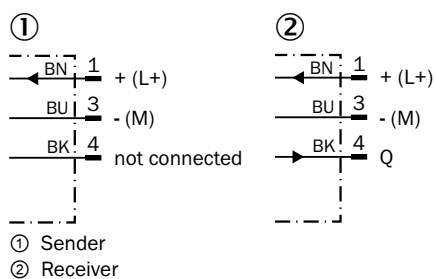 ① ②
BN 1 + (L+)
BU 3 - (M)
BK 4 not connected
BN 1 + (L+)
BU 3 - (M)
BK 4 Q
① Sender
② Receiver